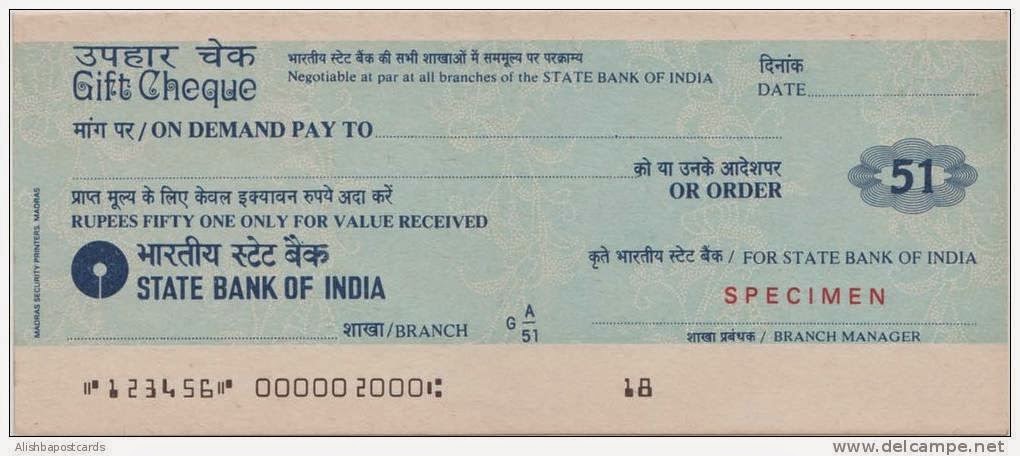 उपहार चेक
Gift Cheque
भारतीय स्टेट बैंक की सभी शाखाओं में सममूल्य पर परक्राम्य
Negotiable at par at all branches of the STATE BANK OF INDIA
दिनांक
DATE
मांग पर / ON DEMAND PAY TO
को या उनके आदेशपर
OR ORDER
51
प्राप्त मूल्य के लिए केवल इक्यावन रुपये अदा करें
RUPEES FIFTY ONE ONLY FOR VALUE RECEIVED
भारतीय स्टेट बैंक
STATE BANK OF INDIA
कृते भारतीय स्टेट बैंक / FOR STATE BANK OF INDIA
SPECIMEN
शाखा/BRANCH
G A/51
शाखा प्रबंधक / BRANCH MANAGER
MADRAS SECURITY PRINTERS, MADRAS
⑈123456⑈ 000002000⑆ 18
Alishbapostcards
www.delcampe.net